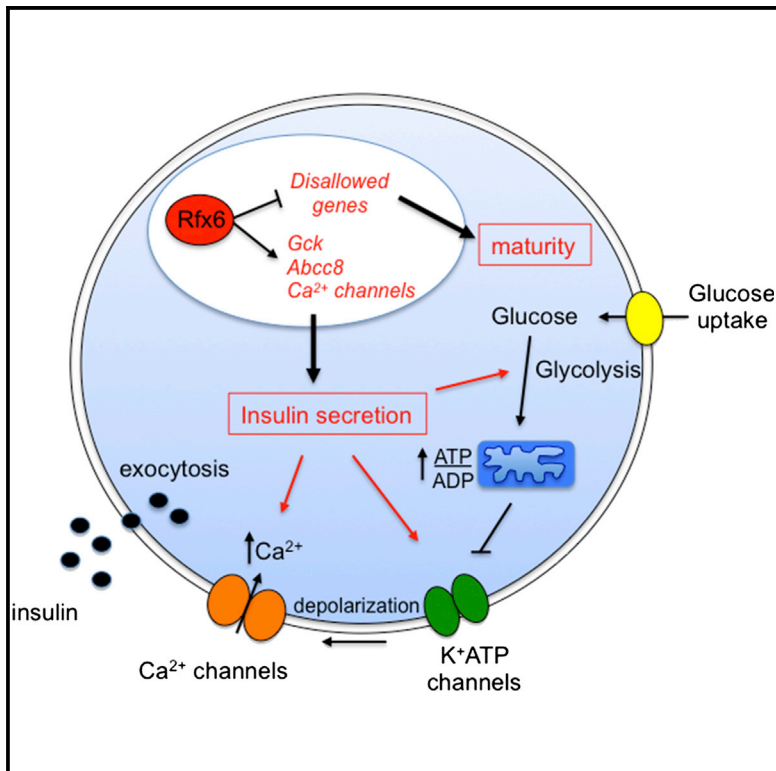 Disallowed
genes
Rfx6
Gck
Abcc8
Ca²⁺ channels
maturity
Glucose
uptake
Glucose
Glycolysis
Insulin secretion
ATP
ADP
exocytosis
Ca²⁺
insulin
depolarization
Ca²⁺ channels
K⁺ATP
channels